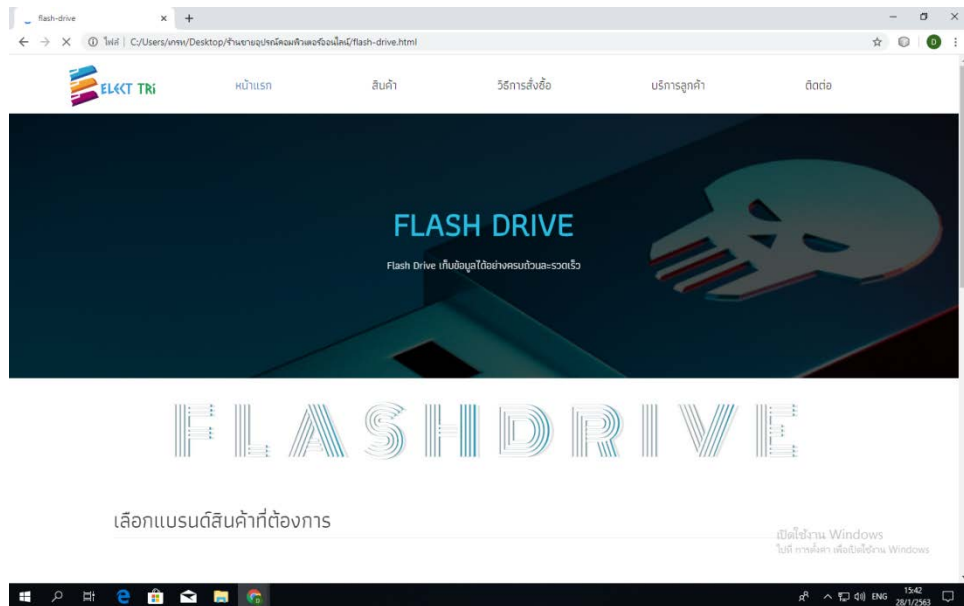 flash-drive
ไฟล์ | C:/Users/เกรท/Desktop/ร้านขายอุปรณ์คอมพิวเตอร์ออนไลน์/flash-drive.html
ELECT TRi
หน้าแรก
สินค้า
วิธีการสั่งซื้อ
บริการลูกค้า
ติดต่อ
FLASH DRIVE
Flash Drive เก็บข้อมูลได้อย่างครบถ้วนละรวดเร็ว
FLASHDRIVE
เลือกแบรนด์สินค้าที่ต้องการ
เปิดใช้งาน Windows
ไปที่ การตั้งค่า เพื่อเปิดใช้งาน Windows
ENG
15:42
28/1/2563